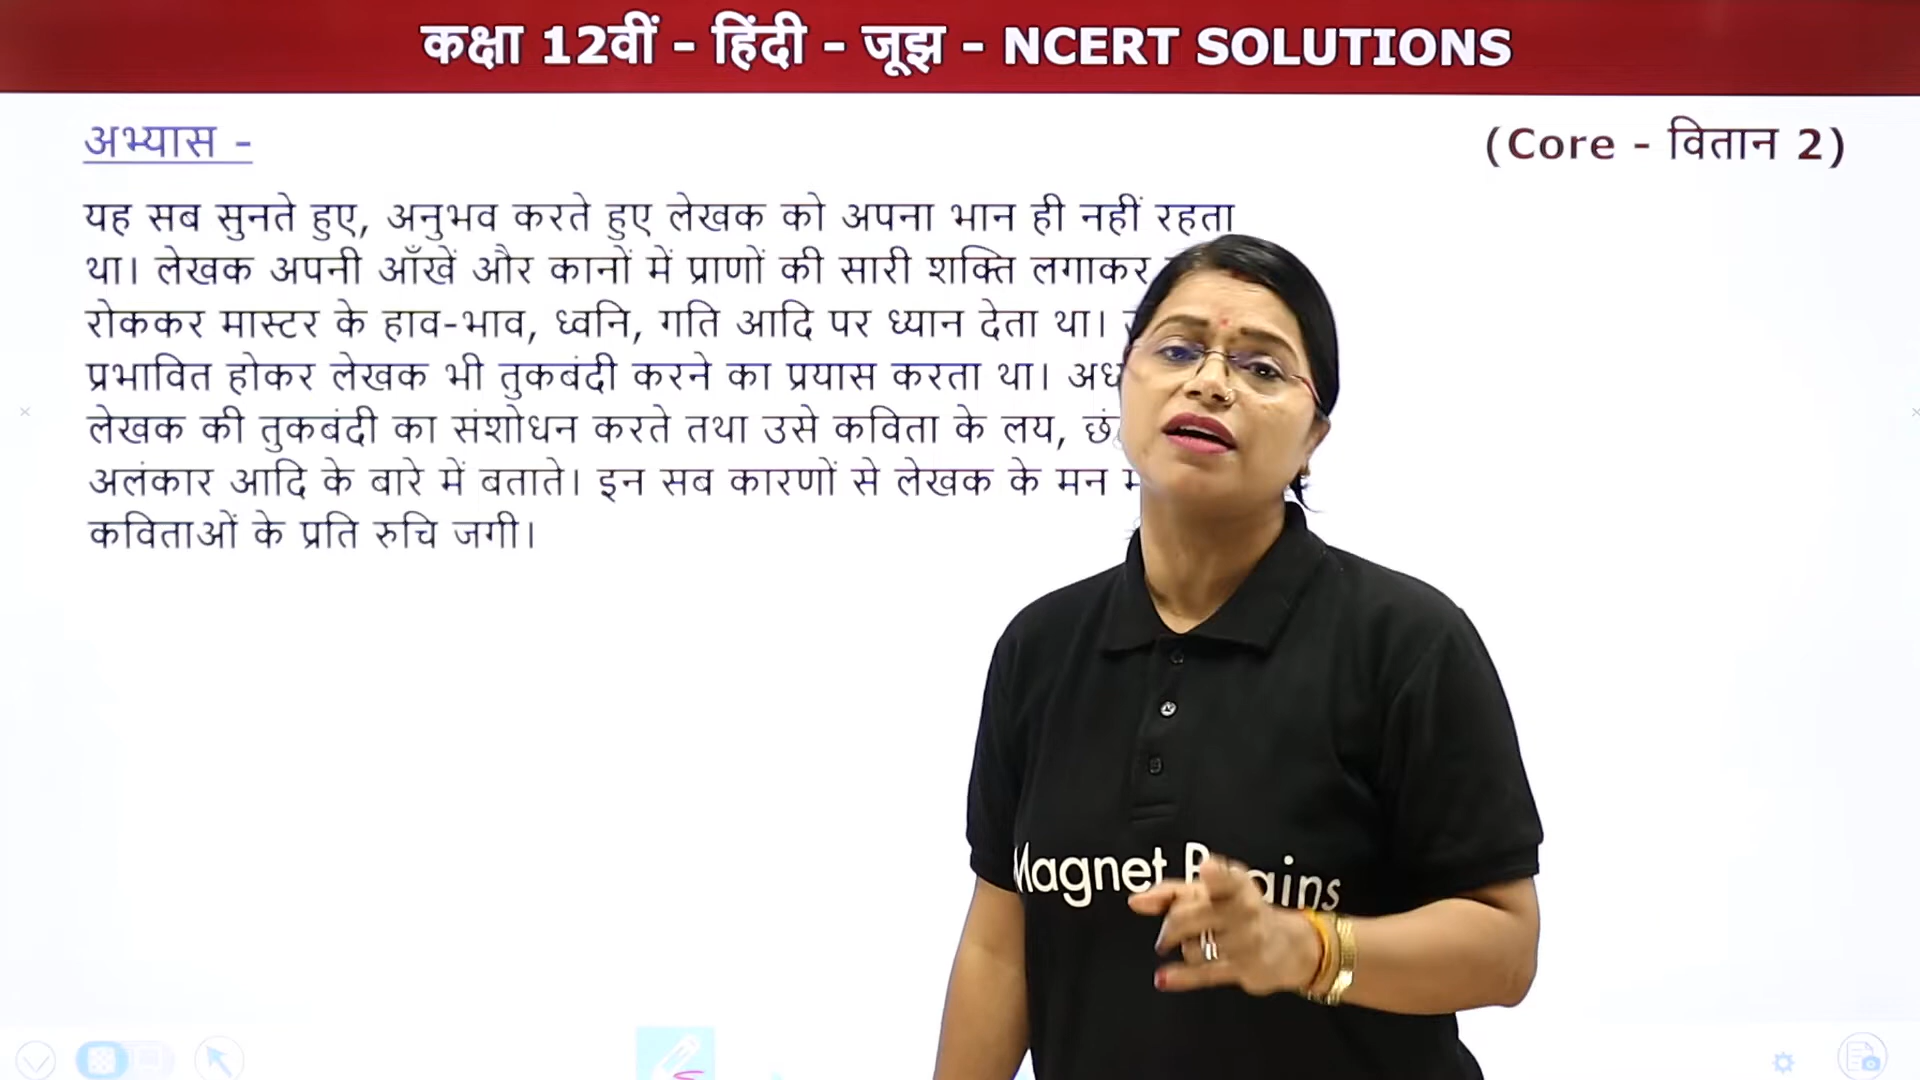 कक्षा 12वीं - हिंदी - जूझ - NCERT SOLUTIONS
अभ्यास -
(Core - वितान 2)
यह सब सुनते हुए, अनुभव करते हुए लेखक को अपना भान ही नहीं रहता
था। लेखक अपनी आँखें और कानों में प्राणों की सारी शक्ति लगाकर
रोककर मास्टर के हाव-भाव, ध्वनि, गति आदि पर ध्यान देता था।
प्रभावित होकर लेखक भी तुकबंदी करने का प्रयास करता था।
लेखक की तुकबंदी का संशोधन करते तथा उसे कविता के लय,
अलंकार आदि के बारे में बताते। इन सब कारणों से लेखक के मन
कविताओं के प्रति रुचि जगी।
Magnet